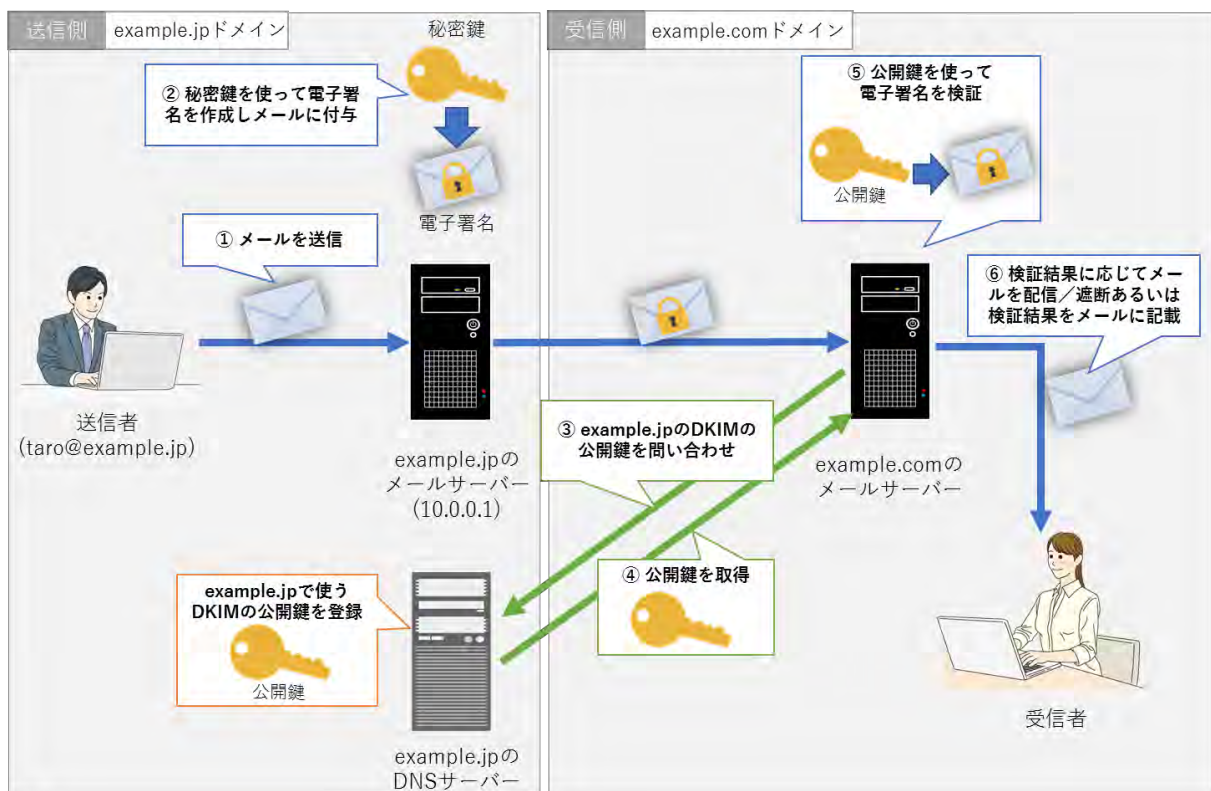 送信側
example.jpドメイン
受信側
example.comドメイン
秘密鍵
② 秘密鍵を使って電子署
名を作成しメールに付与
電子署名
⑤ 公開鍵を使って
電子署名を検証
公開鍵
① メールを送信
⑥ 検証結果に応じてメー
ルを配信／遮断あるいは
検証結果をメールに記載
送信者
(taro@example.jp)
example.jpの
メールサーバー
(10.0.0.1)
③ example.jpのDKIMの
公開鍵を問い合わせ
example.comの
メールサーバー
④ 公開鍵を取得
example.jpで使う
DKIMの公開鍵を登録
公開鍵
example.jpの
DNSサーバー
受信者